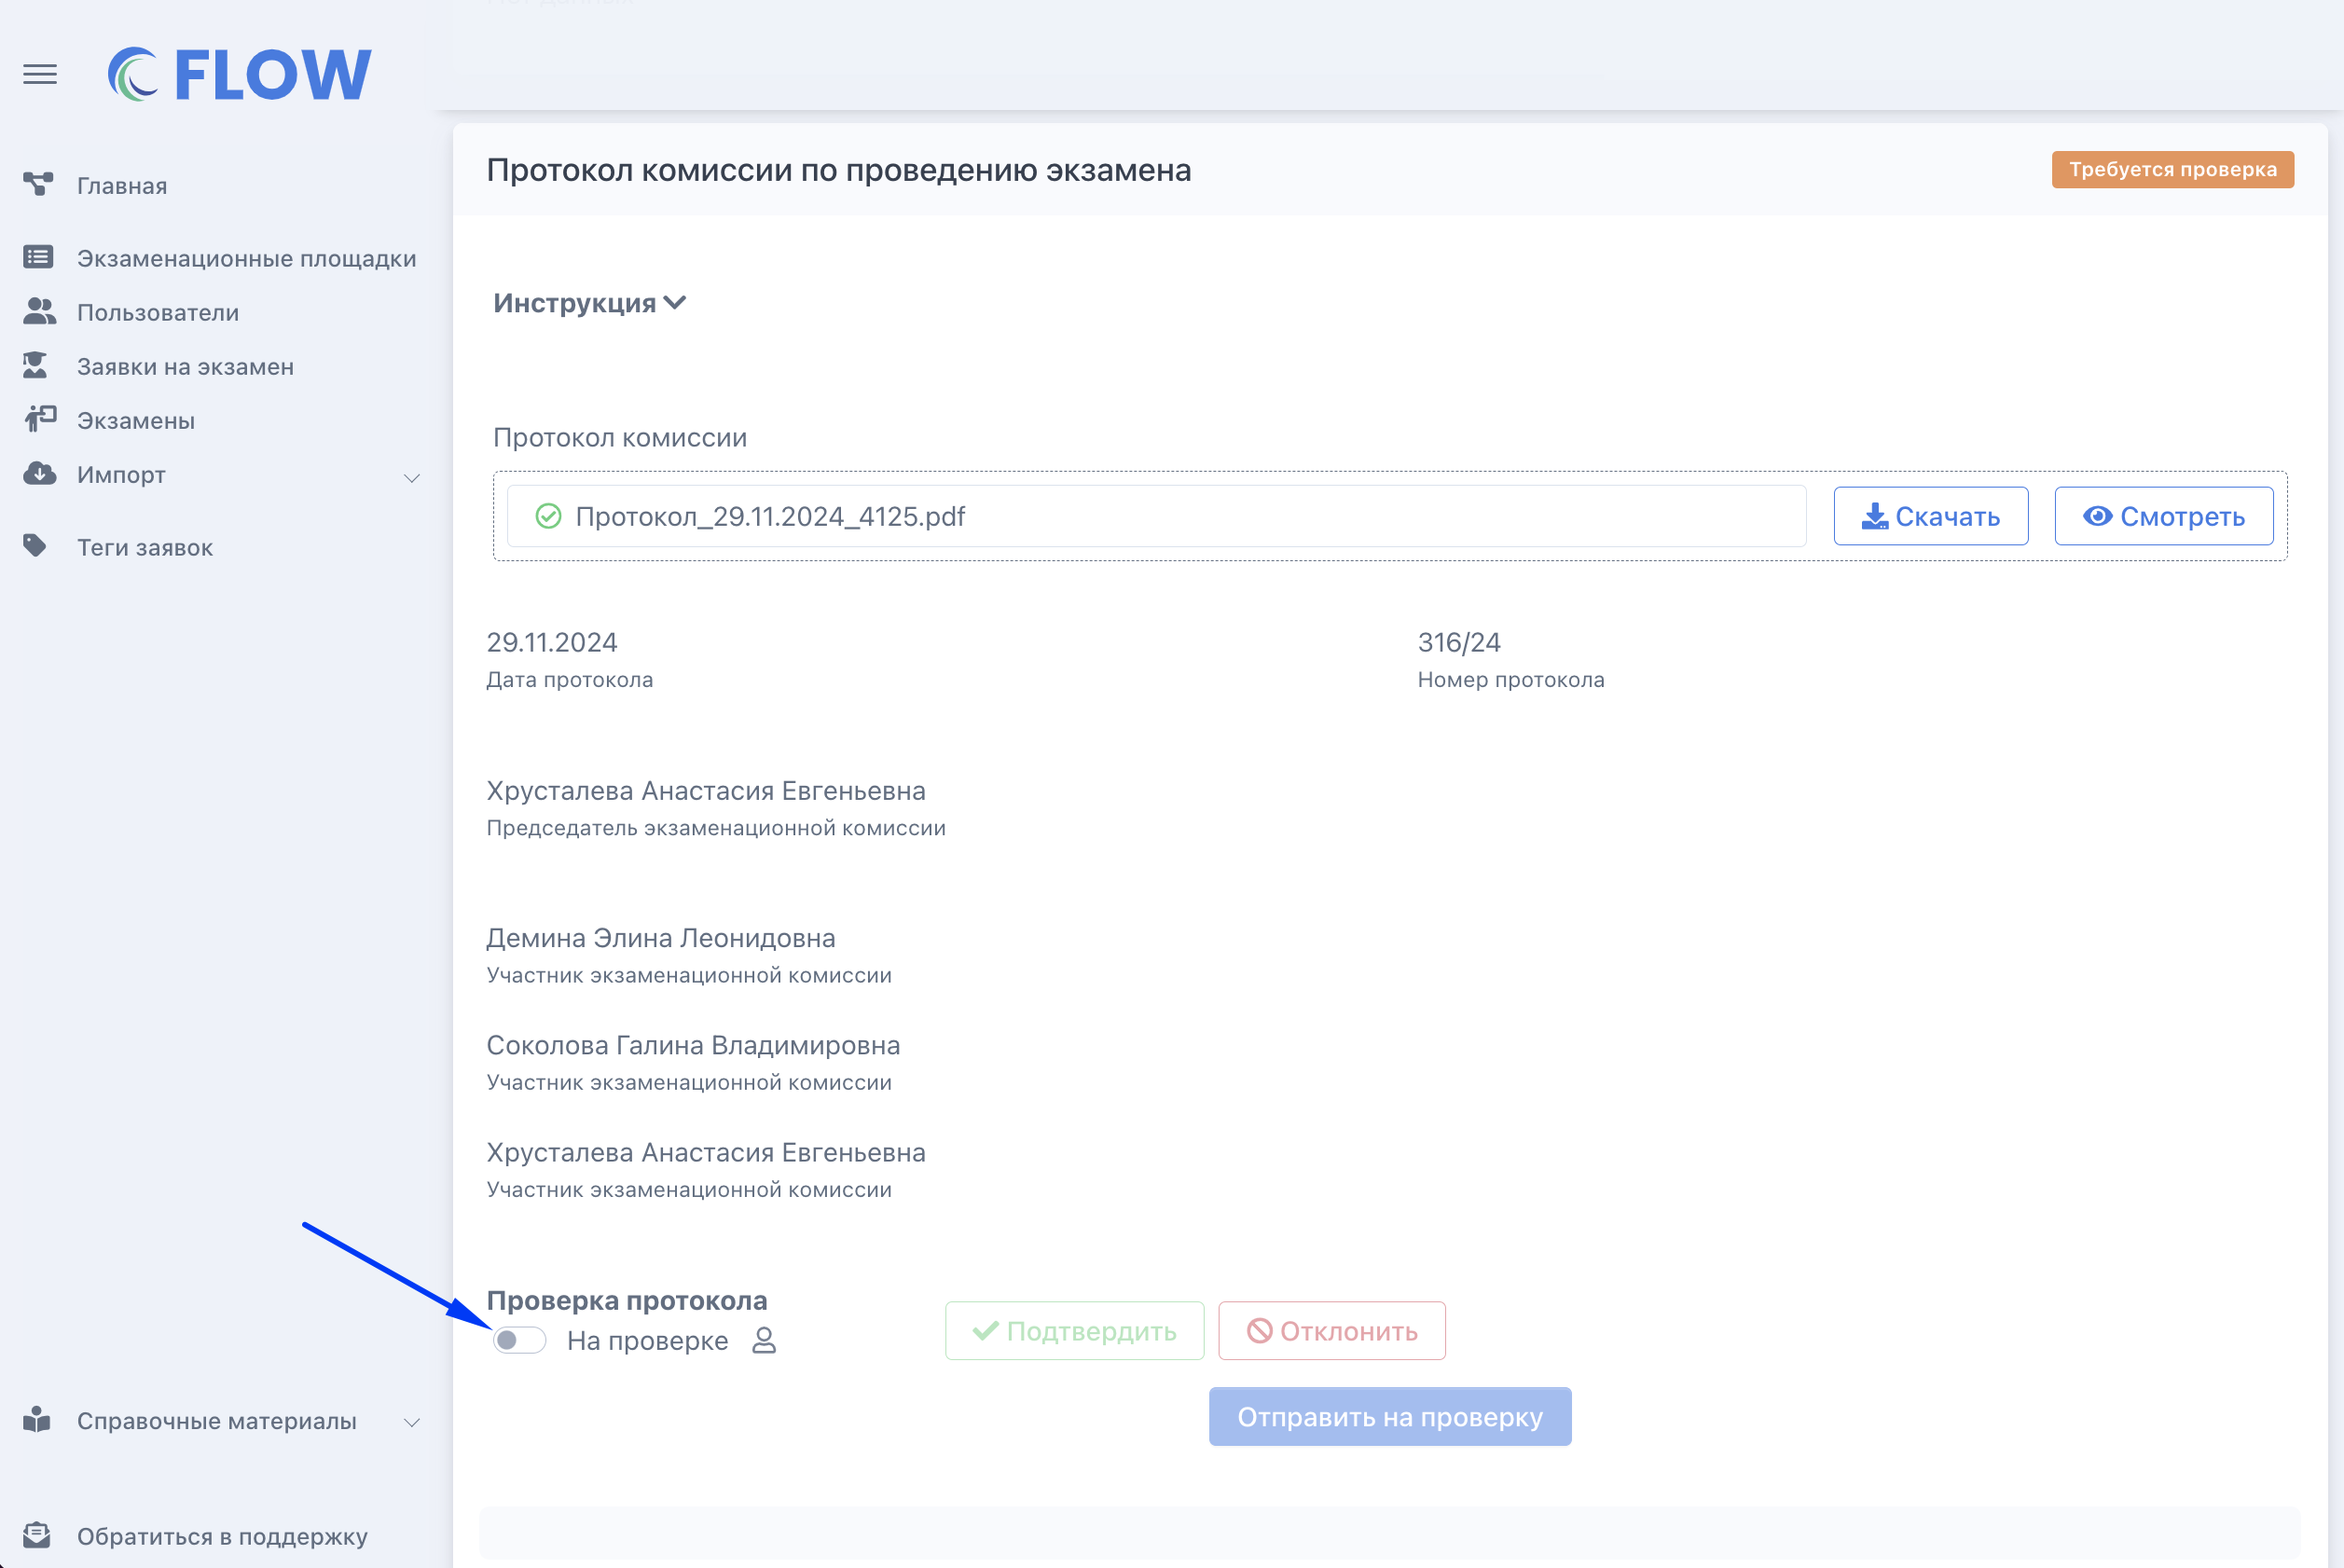 FLOW
Главная
Экзаменационные площадки
Пользователи
Заявки на экзамен
Экзамены
Импорт
Теги заявок
Справочные материалы
Обратиться в поддержку
Протокол комиссии по проведению экзамена
Требуется проверка
Инструкция
Протокол комиссии
Протокол_29.11.2024_4125.pdf
Скачать
Смотреть
29.11.2024
Дата протокола
316/24
Номер протокола
Хрусталева Анастасия Евгеньевна
Председатель экзаменационной комиссии
Демина Элина Леонидовна
Участник экзаменационной комиссии
Соколова Галина Владимировна
Участник экзаменационной комиссии
Хрусталева Анастасия Евгеньевна
Участник экзаменационной комиссии
Проверка протокола
На проверке
Подтвердить
Отклонить
Отправить на проверку